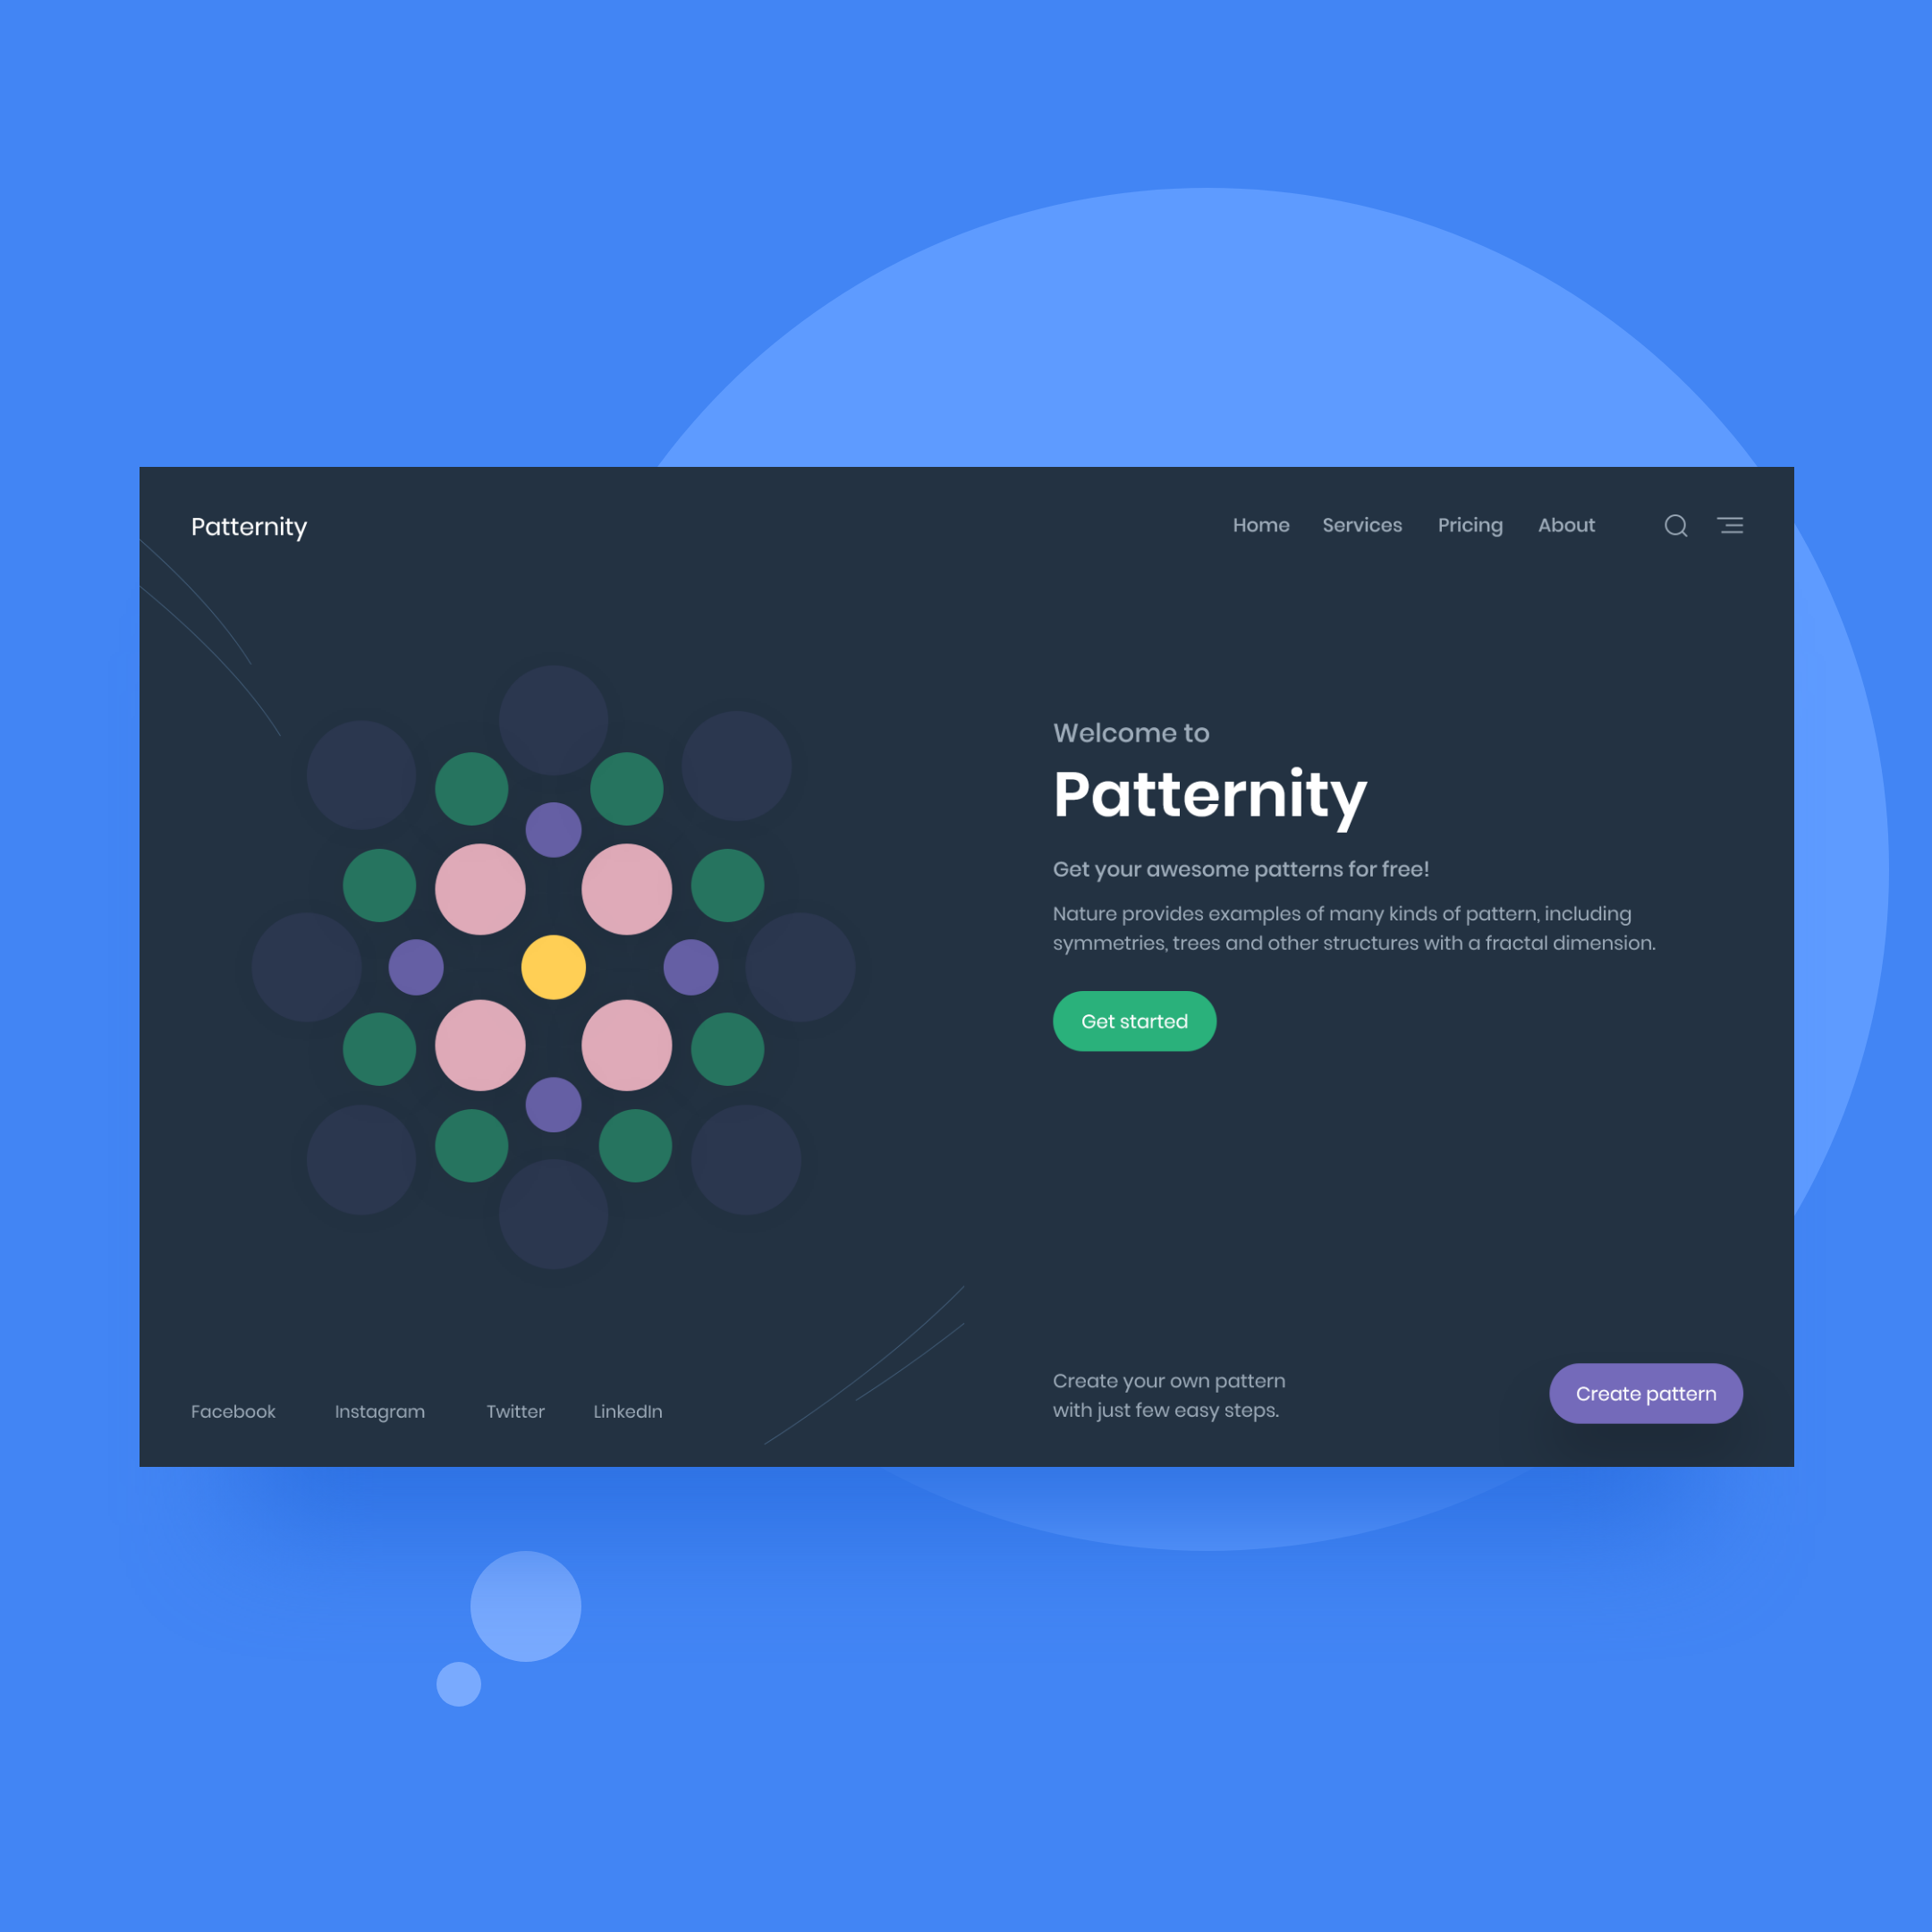 Patternity
Home Services Pricing About
Welcome to
Patternity
Get your awesome patterns for free!
Nature provides examples of many kinds of pattern, including
symmetries, trees and other structures with a fractal dimension.
Get started
Create your own pattern
with just few easy steps.
Create pattern
Facebook Instagram Twitter LinkedIn